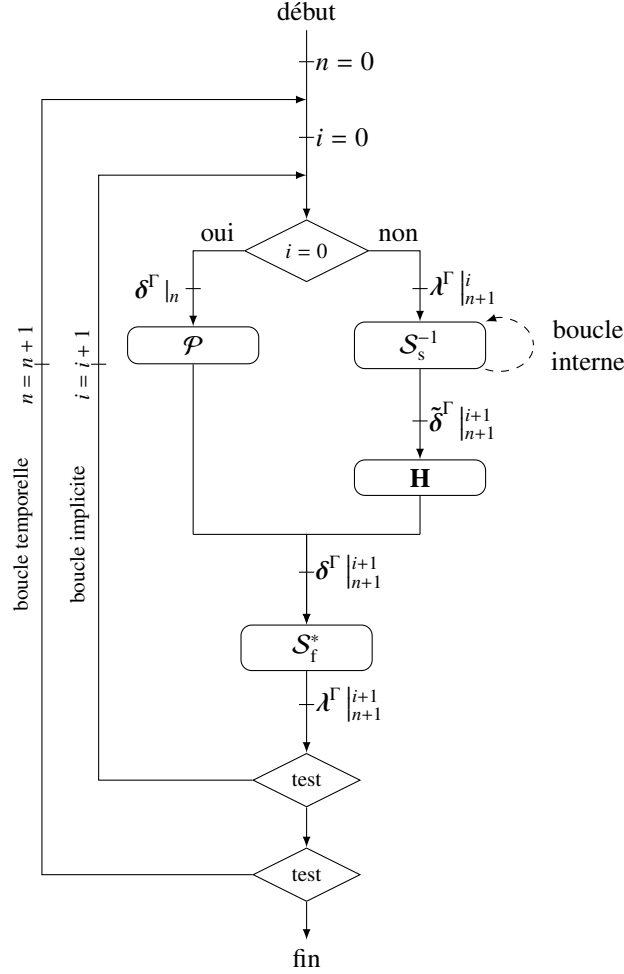 début
n = 0
i = 0
oui
i = 0
non
δ^Γ |_n
λ^Γ |^i_{n+1}
𝒫
𝒮_s^{-1}
boucle
interne
n = n + 1
i = i + 1
δ̃^Γ |^{i+1}_{n+1}
H
boucle temporelle
boucle implicite
δ^Γ |^{i+1}_{n+1}
𝒮_f^*
λ^Γ |^{i+1}_{n+1}
test
test
fin